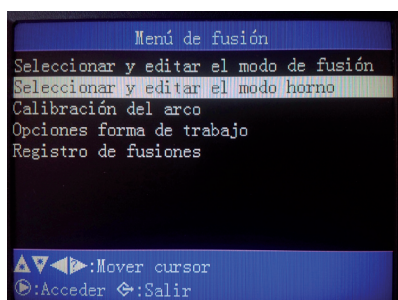 Menú de fusión
Seleccionar y editar el modo de fusión
Seleccionar y editar el modo horno
Calibración del arco
Opciones forma de trabajo
Registro de fusiones
:Mover cursor
:Acceder :Salir